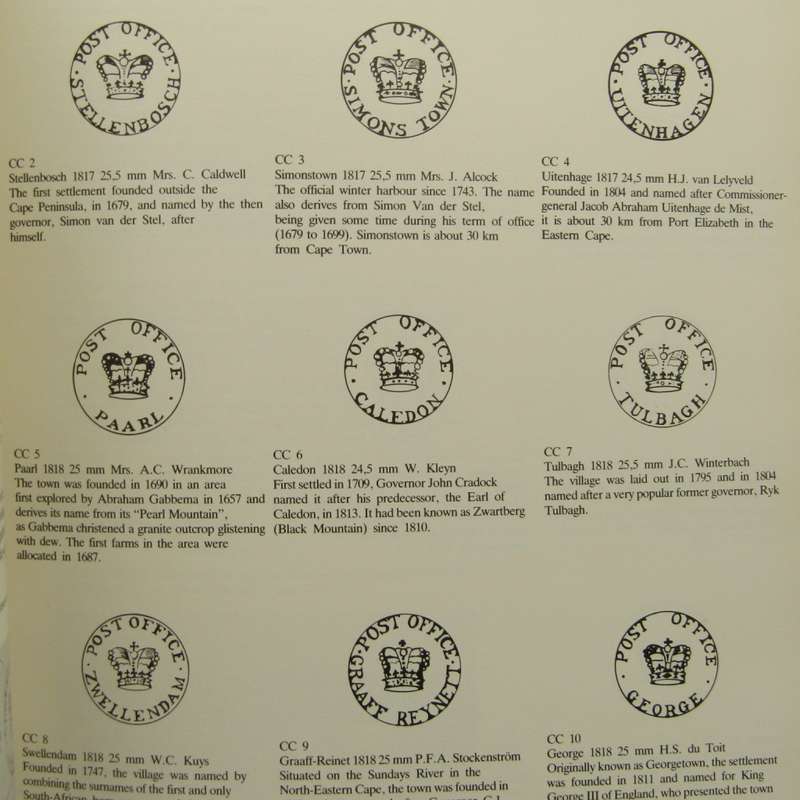 POST OFFICE
STELLENBOSCH
POST OFFICE
SIMONS TOWN
POST OFFICE
UITENHAGEN
CC 2
Stellenbosch 1817 25,5 mm Mrs. C. Caldwell
The first settlement founded outside the
Cape Peninsula, in 1679, and named by the then
governor, Simon van der Stel, after
himself.
CC 3
Simonstown 1817 25,5 mm Mrs. J. Alcock
The official winter harbour since 1743. The name
also derives from Simon Van der Stel,
being given some time during his term of office
(1679 to 1699). Simonstown is about 30 km
from Cape Town.
CC 4
Uitenhage 1817 24,5 mm H.J. van Lelyveld
Founded in 1804 and named after Commissioner-
general Jacob Abraham Uitenhage de Mist,
it is about 30 km from Port Elizabeth in the
Eastern Cape.
POST OFFICE
PAARL
POST OFFICE
CALEDON
POST OFFICE
TULBAGH
CC 5
Paarl 1818 25 mm Mrs. A.C. Wrankmore
The town was founded in 1690 in an area
first explored by Abraham Gabbema in 1657 and
derives its name from its “Pearl Mountain”,
as Gabbema christened a granite outcrop glistening
with dew. The first farms in the area were
allocated in 1687.
CC 6
Caledon 1818 24,5 mm W. Kleyn
First settled in 1709, Governor John Cradock
named it after his predecessor, the Earl of
Caledon, in 1813. It had been known as Zwartberg
(Black Mountain) since 1810.
CC 7
Tulbagh 1818 25,5 mm J.C. Winterbach
The village was laid out in 1795 and in 1804
named after a very popular former governor, Ryk
Tulbagh.
POST OFFICE
ZWELLENDAM
POST OFFICE
GRAAFF REYNETT
POST OFFICE
GEORGE
CC 8
Swellendam 1818 25 mm W.C. Kuys
Founded in 1747, the village was named by
combining the surnames of the first and only
South-African
CC 9
Graaff-Reinet 1818 25 mm P.F.A. Stockenström
Situated on the Sundays River in the
North-Eastern Cape, the town was founded in
CC 10
George 1818 25 mm H.S. du Toit
Originally known as Georgetown, the settlement
was founded in 1811 and named for King
George III of England, who presented the town